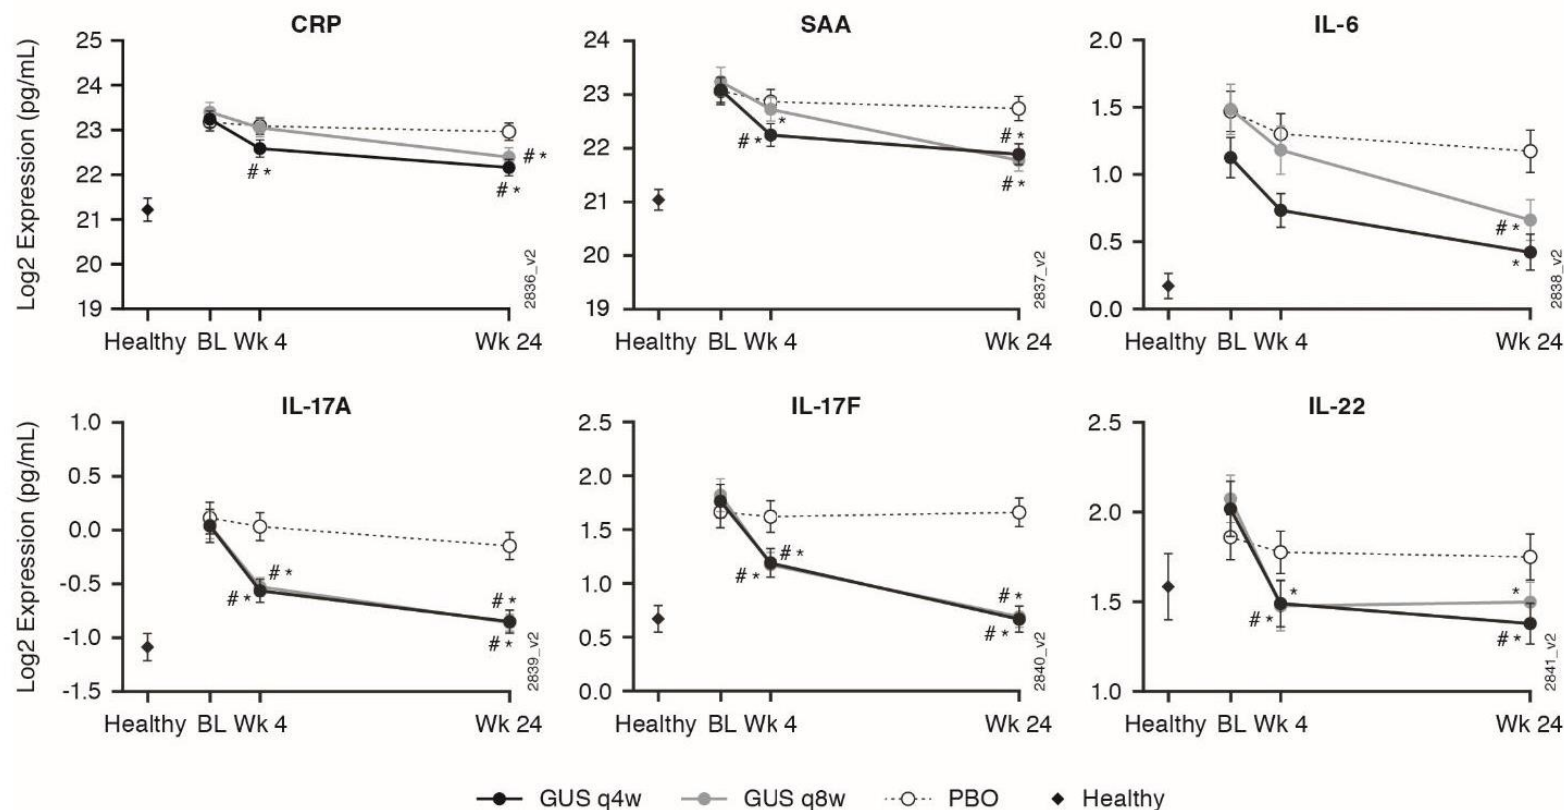 CRP SAA IL-6
Log2 Expression (pg/mL)
25 24 2.0
24 23 1.5
23 22 1.0
22 21 0.5
21 20 0.0
20 19
19
# *
# *
# *
# *
*
# *
# *
# *
*
2836_v2 2837_v2 2838_v2
Healthy BL Wk 4 Wk 24 Healthy BL Wk 4 Wk 24 Healthy BL Wk 4 Wk 24
IL-17A IL-17F IL-22
Log2 Expression (pg/mL)
1.0 2.5 2.5
0.5 2.0 2.0
0.0 1.5 1.5
-0.5 1.0 1.0
-1.0 0.5
-1.5 0.0
# *
# *
# *
# *
# *
# *
# *
# *
*
# *
*
# *
2839_v2 2840_v2 2841_v2
Healthy BL Wk 4 Wk 24 Healthy BL Wk 4 Wk 24 Healthy BL Wk 4 Wk 24
GUS q4w GUS q8w PBO Healthy